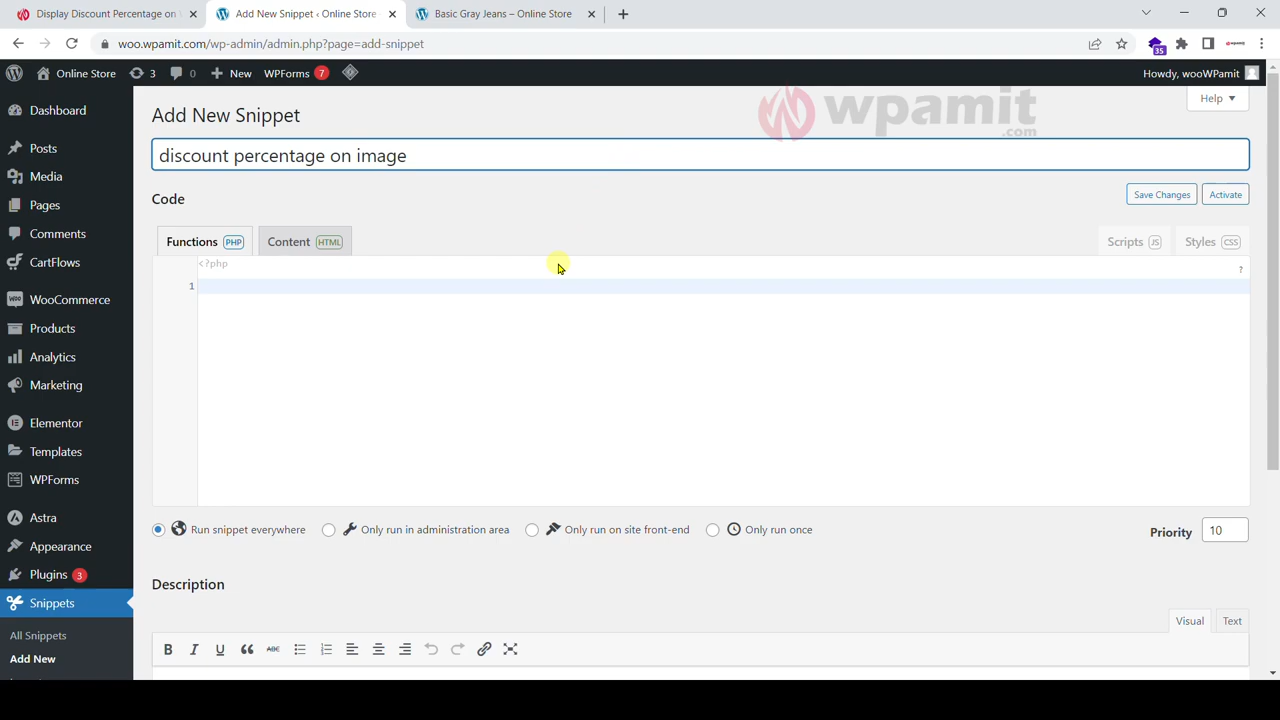 Display Discount Percentage on
Add New Snippet ‹ Online Store
Basic Gray Jeans – Online Store
woo.wpamit.com/wp-admin/admin.php?page=add-snippet
35
Online Store
3
0
New
WPForms 7
Howdy, wooWPamit
Dashboard
Posts
Media
Pages
Comments
CartFlows
WooCommerce
Products
Analytics
Marketing
Elementor
Templates
WPForms
Astra
Appearance
Plugins 3
Snippets
All Snippets
Add New
Add New Snippet
wpamit
.com
Help
discount percentage on image
Code
Save Changes
Activate
Functions PHP
Content HTML
Scripts JS
Styles CSS
<?php
?
1
Run snippet everywhere
Only run in administration area
Only run on site front-end
Only run once
Priority 10
Description
Visual
Text
B I U ABC